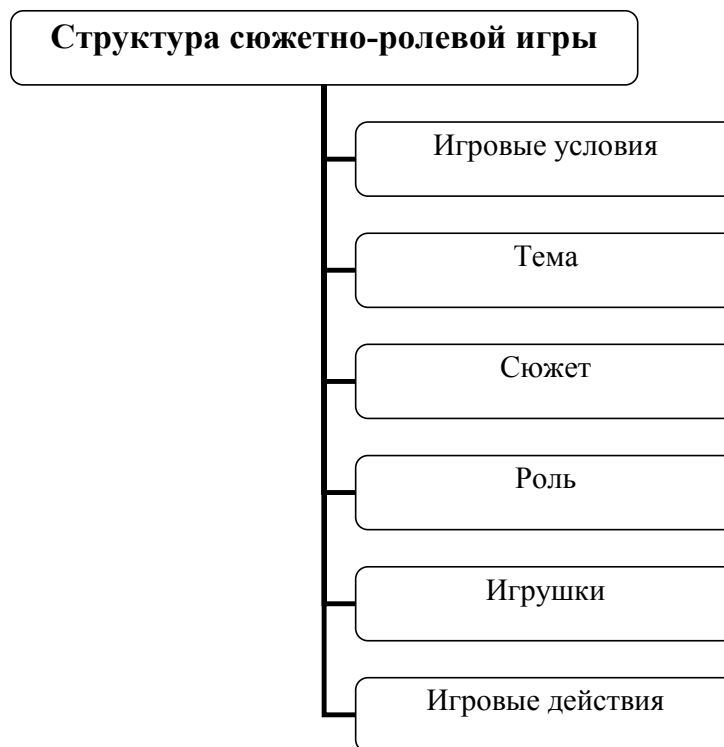 Структура сюжетно-ролевой игры
Игровые условия
Тема
Сюжет
Роль
Игрушки
Игровые действия